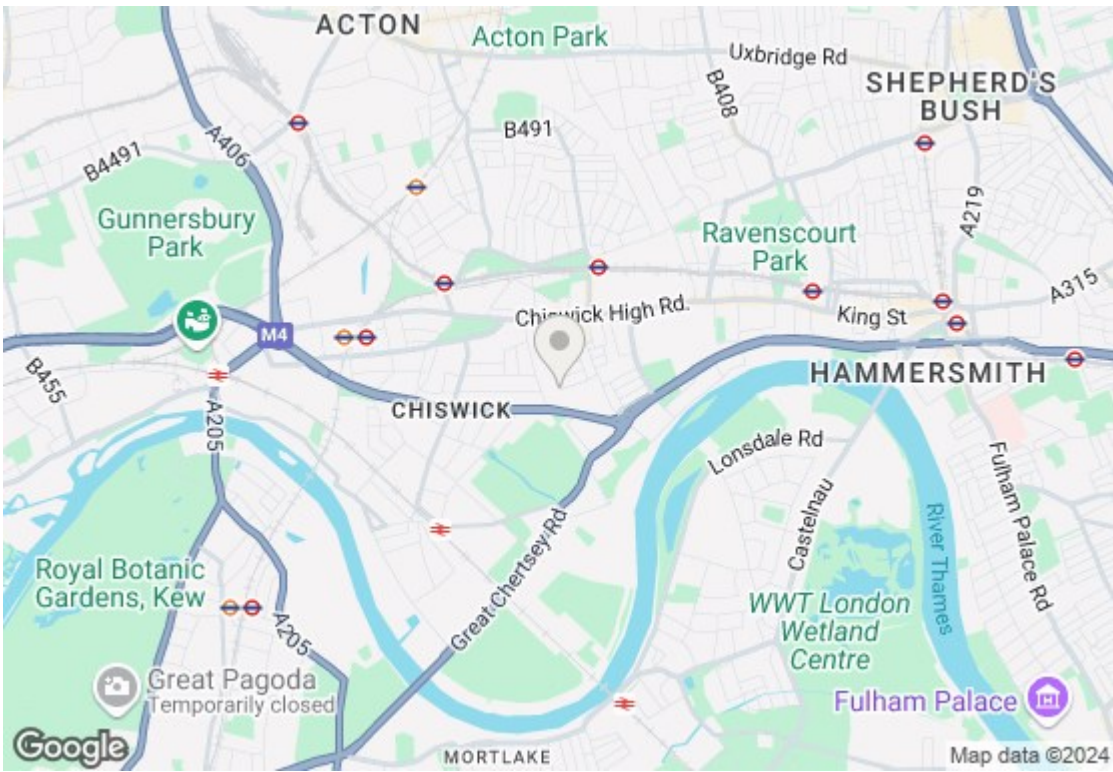 ACTON
Acton Park
Uxbridge Rd
SHEPHERD'S
BUSH
B408
B491
A406
B4491
Gunnersbury
Park
Ravenscourt
Park
A219
A315
Chiswick High Rd.
King St
M4
B455
HAMMERSMITH
CHISWICK
A205
Lonsdale Rd
Castelnau
Fulham Palace Rd
River Thames
Great Chertsey Rd
Royal Botanic
Gardens, Kew
A205
WWT London
Wetland
Centre
Great Pagoda
Temporarily closed
Fulham Palace
Google
MORTLAKE
Map data ©2024